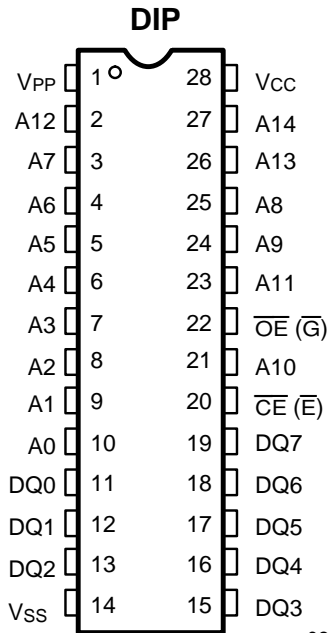 DIP
VPP 1 28 VCC
A12 2 27 A14
A7 3 26 A13
A6 4 25 A8
A5 5 24 A9
A4 6 23 A11
A3 7 22 O̅E̅ (G̅)
A2 8 21 A10
A1 9 20 C̅E̅ (E̅)
A0 10 19 DQ7
DQ0 11 18 DQ6
DQ1 12 17 DQ5
DQ2 13 16 DQ4
VSS 14 15 DQ3